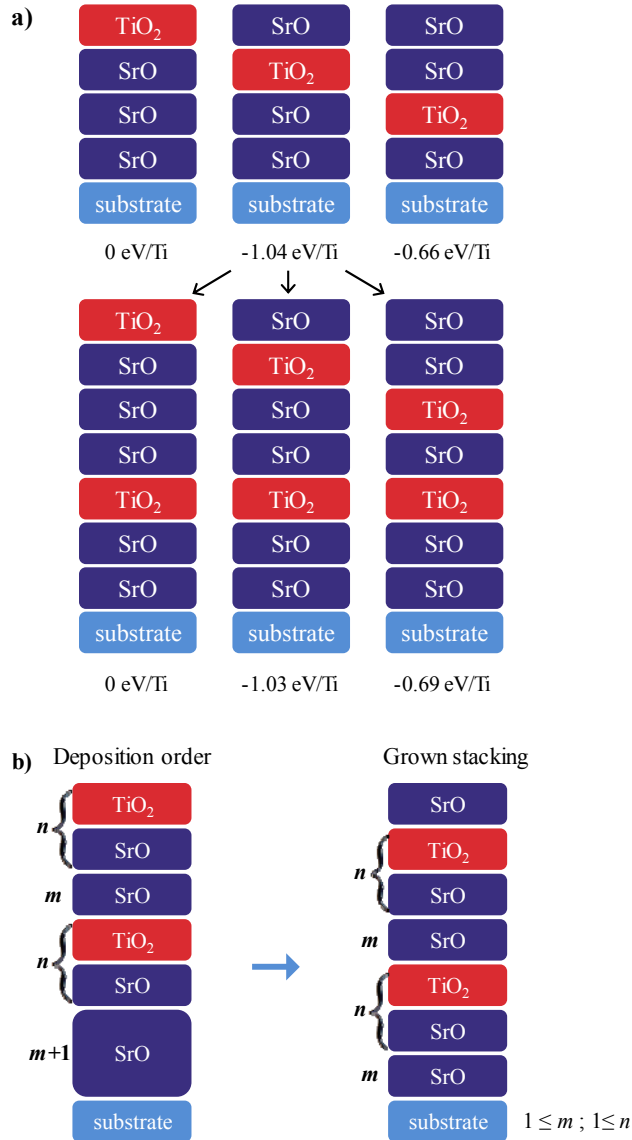 a)
TiO₂ SrO SrO
SrO TiO₂ SrO
SrO SrO TiO₂
SrO SrO SrO
substrate substrate substrate
0 eV/Ti -1.04 eV/Ti -0.66 eV/Ti
TiO₂ SrO SrO
SrO TiO₂ SrO
SrO SrO TiO₂
SrO SrO SrO
TiO₂ TiO₂ TiO₂
SrO SrO SrO
SrO SrO SrO
substrate substrate substrate
0 eV/Ti -1.03 eV/Ti -0.69 eV/Ti
b) Deposition order Grown stacking
TiO₂ SrO
n
SrO TiO₂
n
m SrO SrO
TiO₂ m SrO
n
SrO TiO₂
n
m+1 SrO SrO
m SrO
substrate substrate 1 ≤ m ; 1≤ n